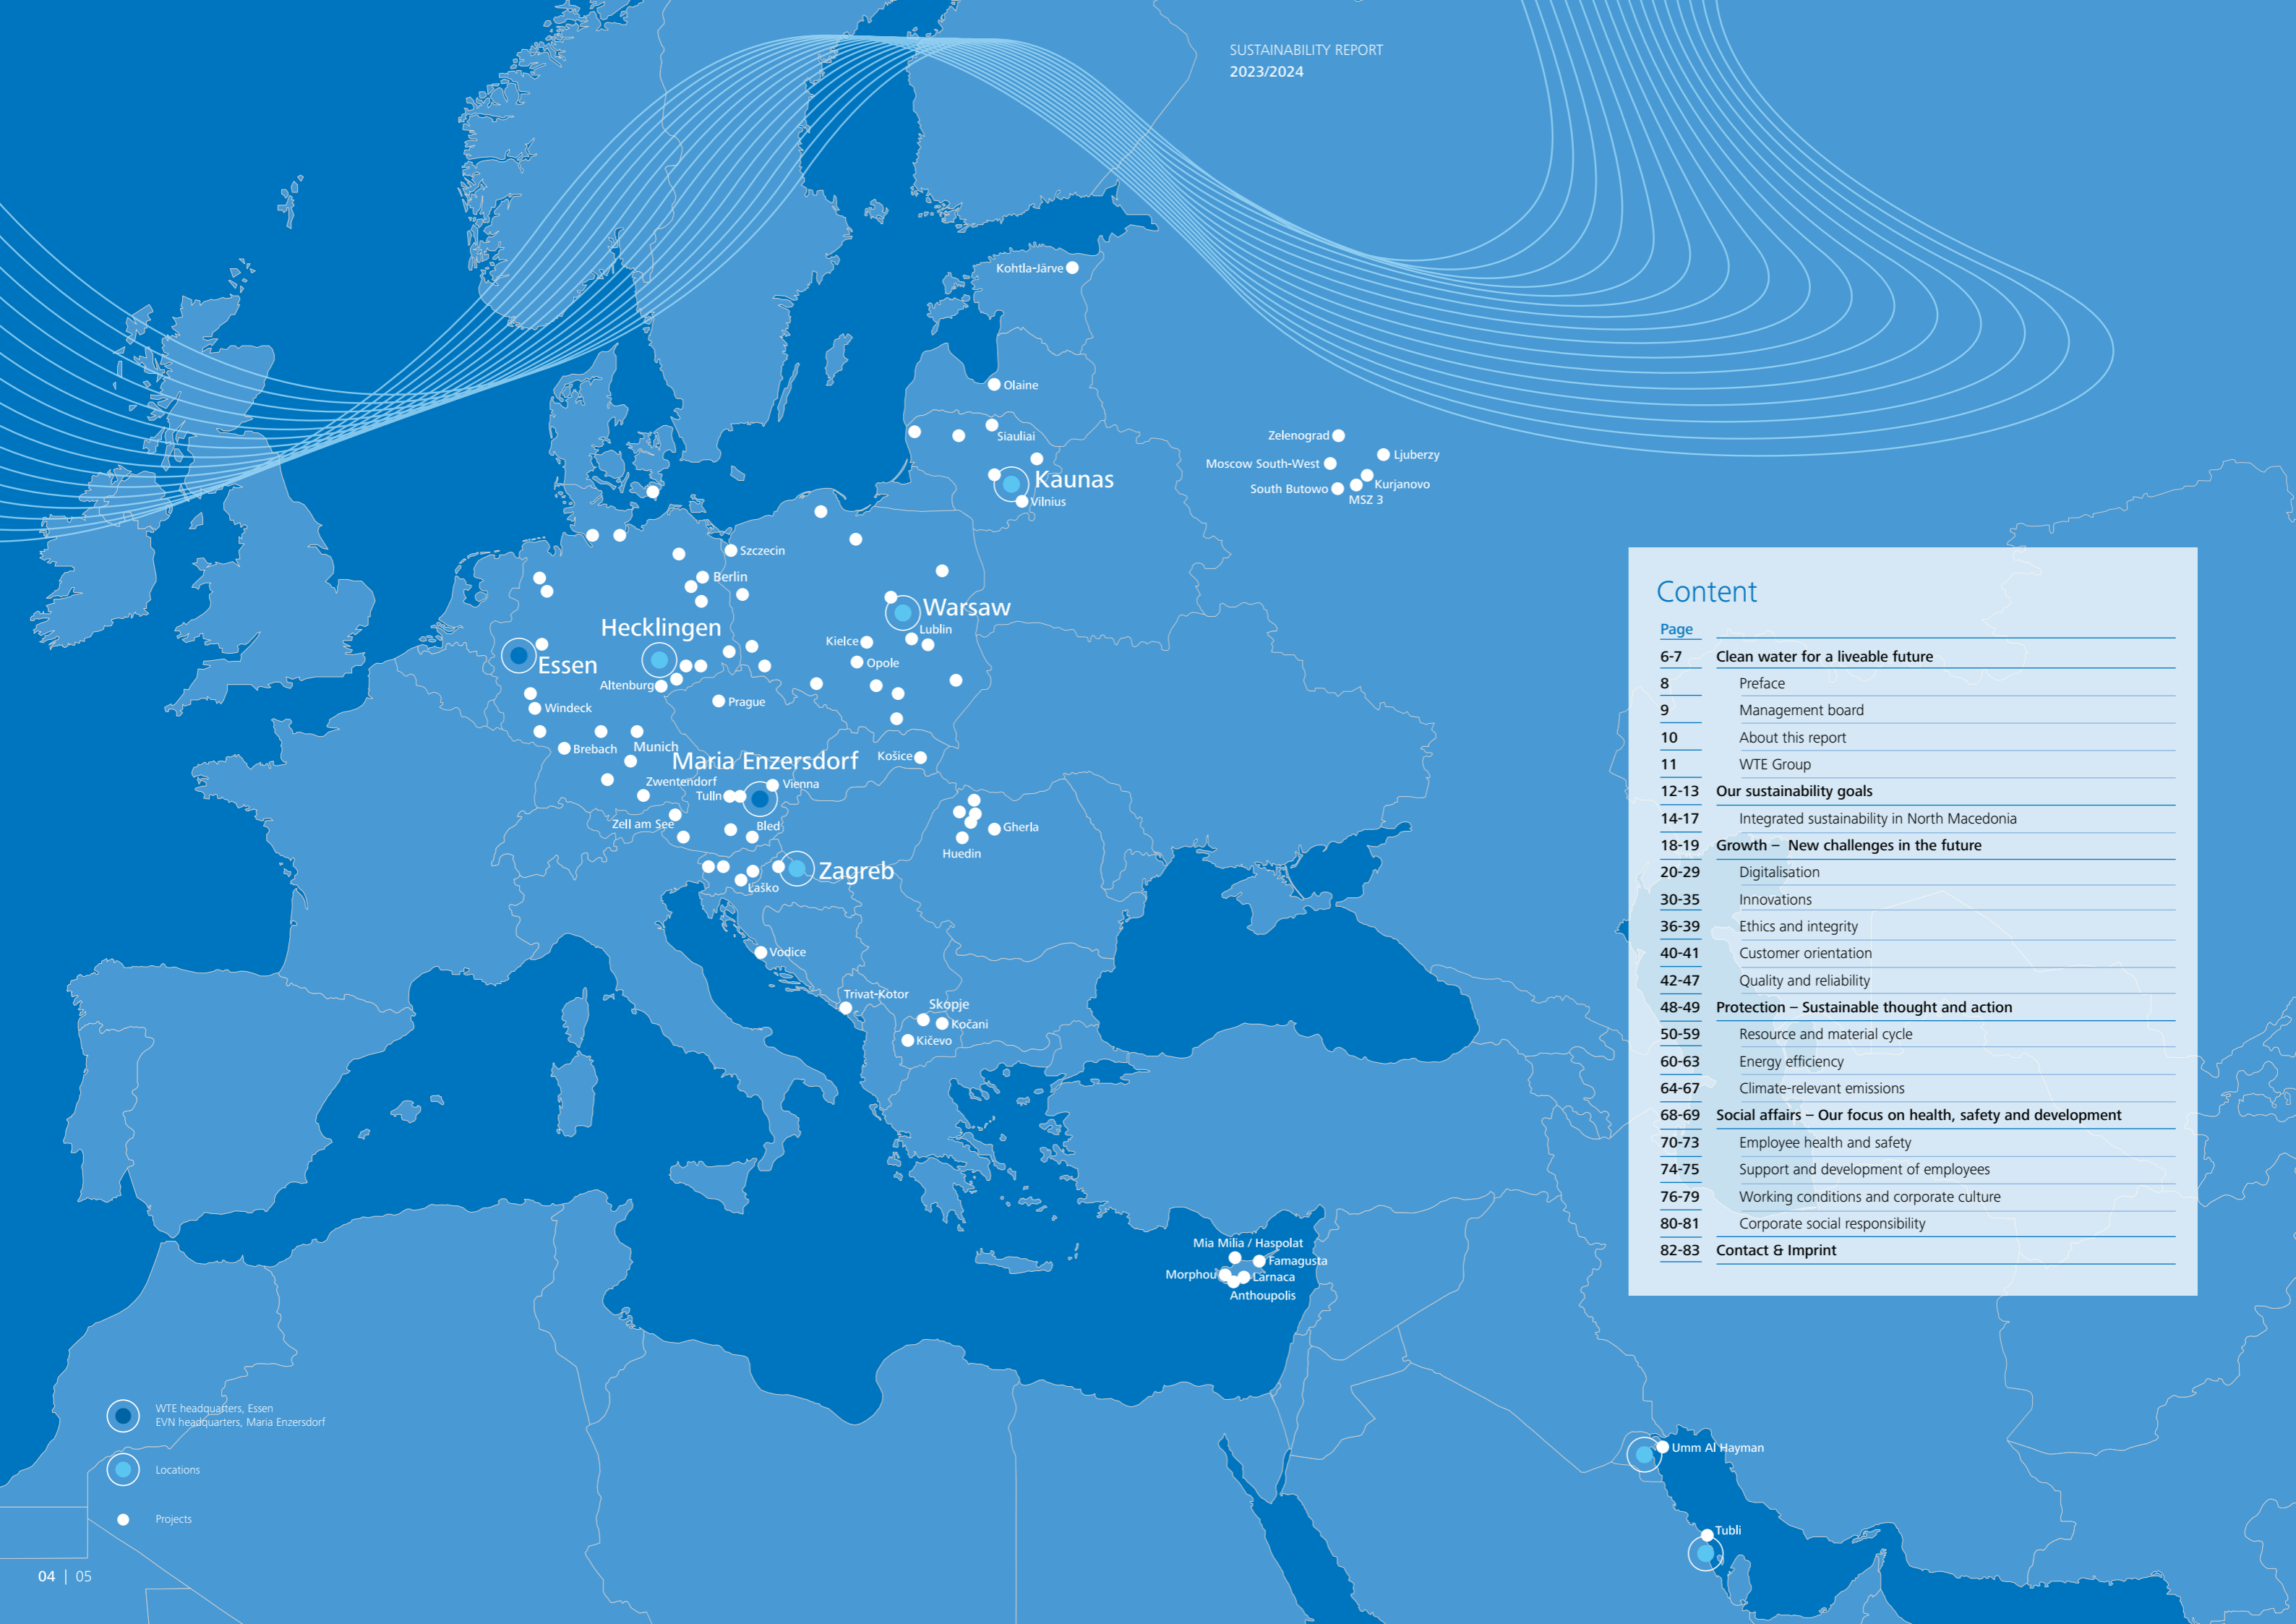 SUSTAINABILITY REPORT
2023/2024
Kohtla-Järve
Olaine
Siauliai
Kaunas
Vilnius
Zelenograd
Ljuberzy
Moscow South-West
Kurjanovo
South Butowo
MSZ 3
Szczecin
Berlin
Warsaw
Hecklingen
Lublin
Kielce
Essen
Opole
Altenburg
Prague
Windeck
Brebach
Munich
Maria Enzersdorf
Košice
Zwentendorf
Vienna
Tulln
Zell am See
Bled
Gherla
Huedin
Zagreb
Laško
Vodice
Trivat-Kotor
Skopje
Kočani
Kičevo
Mia Milia / Haspolat
Famagusta
Morphou
Larnaca
Anthoupolis
Umm Al Hayman
Tubli
Content
Page
6-7 Clean water for a liveable future
8 Preface
9 Management board
10 About this report
11 WTE Group
12-13 Our sustainability goals
14-17 Integrated sustainability in North Macedonia
18-19 Growth – New challenges in the future
20-29 Digitalisation
30-35 Innovations
36-39 Ethics and integrity
40-41 Customer orientation
42-47 Quality and reliability
48-49 Protection – Sustainable thought and action
50-59 Resource and material cycle
60-63 Energy efficiency
64-67 Climate-relevant emissions
68-69 Social affairs – Our focus on health, safety and development
70-73 Employee health and safety
74-75 Support and development of employees
76-79 Working conditions and corporate culture
80-81 Corporate social responsibility
82-83 Contact & Imprint
WTE headquarters, Essen
EVN headquarters, Maria Enzersdorf
Locations
Projects
04 | 05